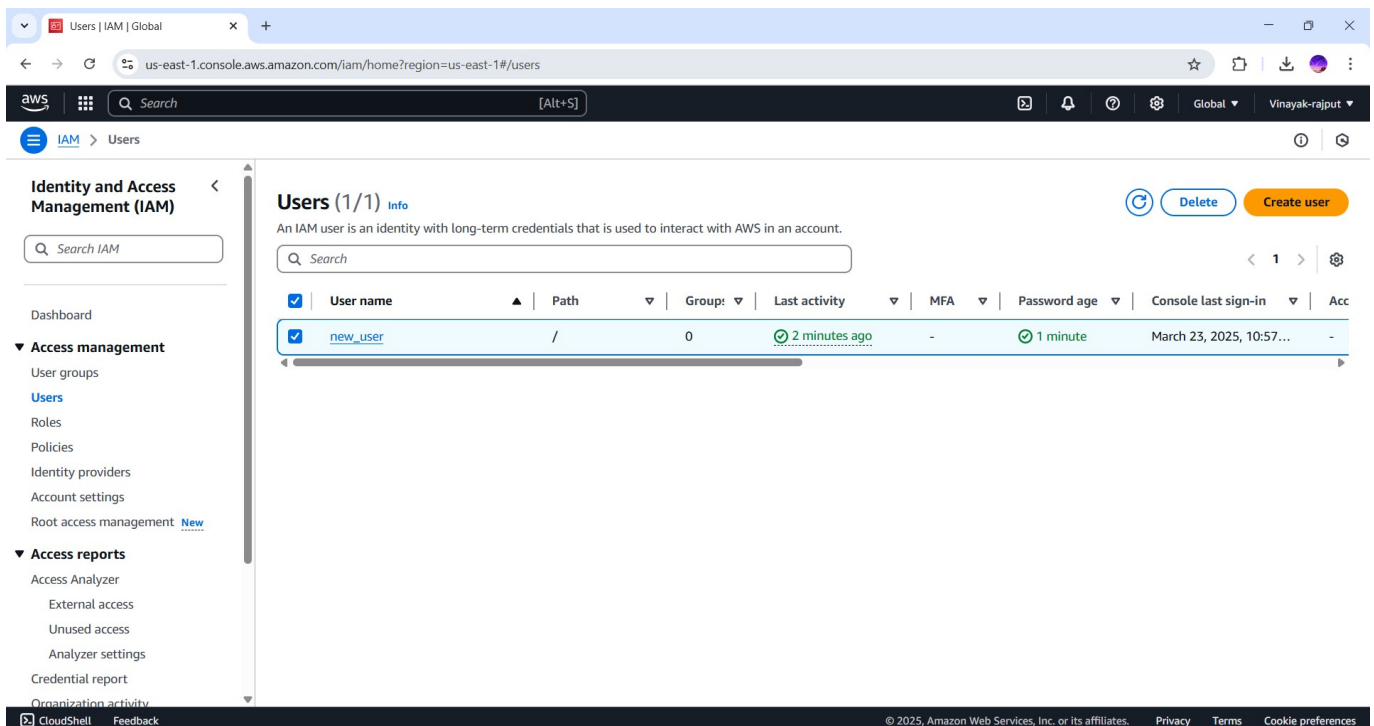 Users | IAM | Global
us-east-1.console.aws.amazon.com/iam/home?region=us-east-1#/users
aws Search [Alt+S] Global Vinayak-rajput
IAM > Users
Identity and Access Management (IAM)
Search IAM
Dashboard
Access management
User groups
Users
Roles
Policies
Identity providers
Account settings
Root access management New
Access reports
Access Analyzer
External access
Unused access
Analyzer settings
Credential report
Organization activity
Users (1/1) Info
Delete
Create user
An IAM user is an identity with long-term credentials that is used to interact with AWS in an account.
Search
< 1 >
User name Path Group: Last activity MFA Password age Console last sign-in Acc
new_user / 0 2 minutes ago - 1 minute March 23, 2025, 10:57... -
CloudShell Feedback © 2025, Amazon Web Services, Inc. or its affiliates. Privacy Terms Cookie preferences